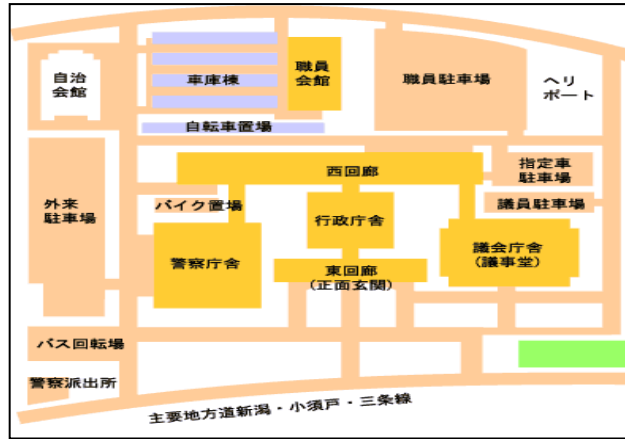 自治
会館
車庫棟
職員
会館
職員駐車場
ヘリ
ポート
自転車置場
西回廊
指定車
駐車場
外来
駐車場
バイク置場
行政庁舎
議員駐車場
警察庁舎
東回廊
(正面玄関)
議会庁舎
(議事堂)
バス回転場
警察派出所
主要地方道新潟・小須戸・三条線